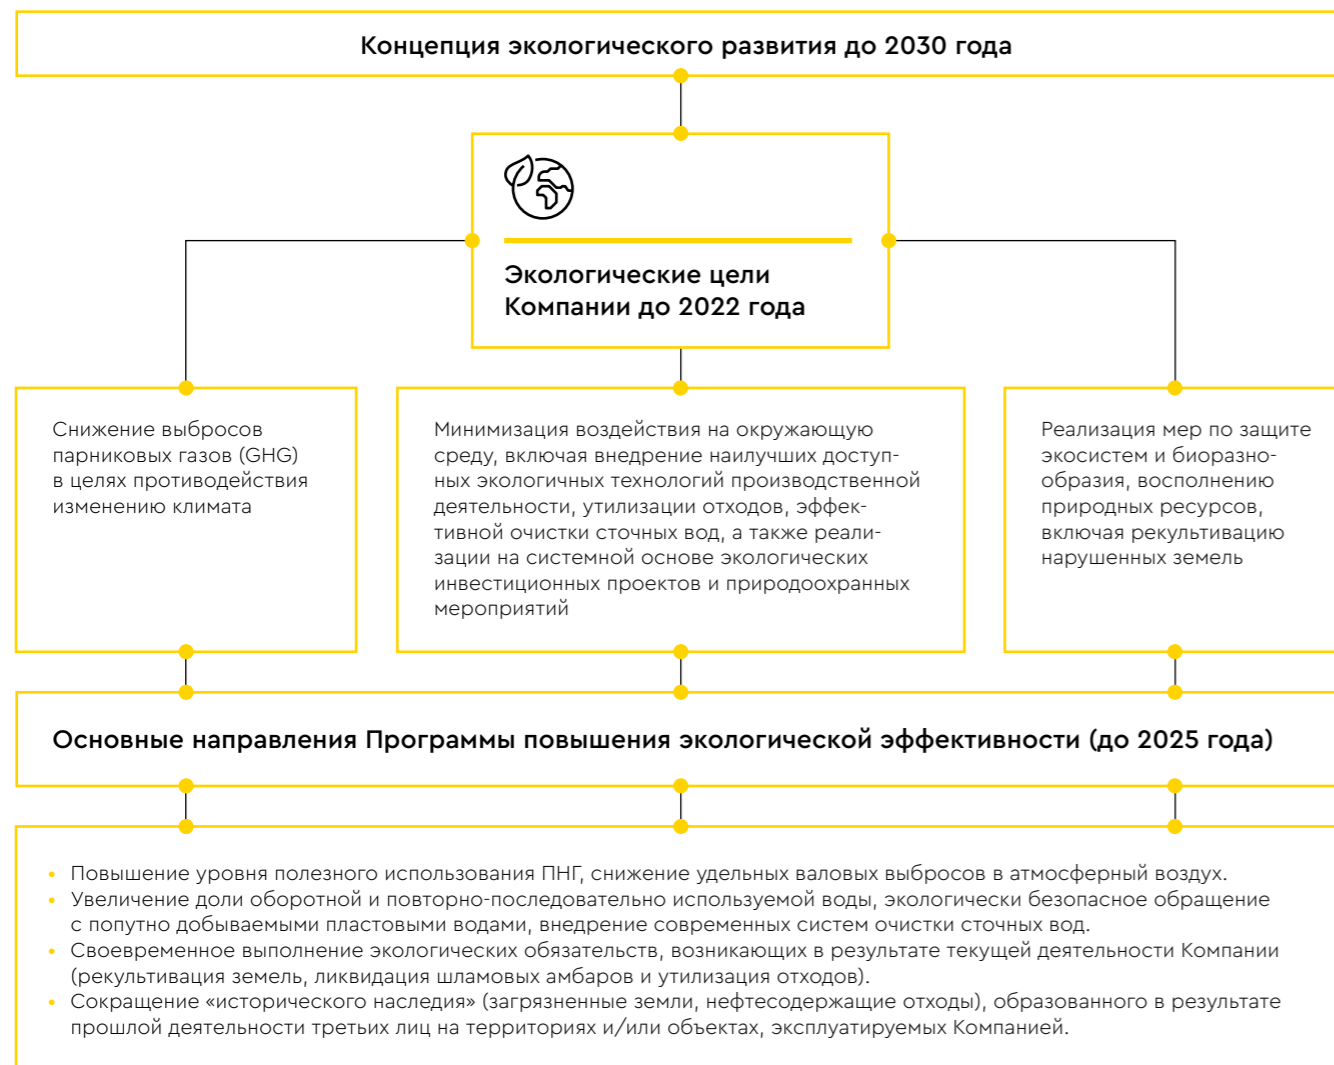 Концепция экологического развития до 2030 года
Экологические цели
Компании до 2022 года
Снижение выбросов
парниковых газов (GHG)
в целях противодействия
изменению климата
Минимизация воздействия на окружающую
среду, включая внедрение наилучших доступ-
ных экологичных технологий производственной
деятельности, утилизации отходов, эффек-
тивной очистки сточных вод, а также реали-
зации на системной основе экологических
инвестиционных проектов и природоохранных
мероприятий
Реализация мер по защите
экосистем и биоразно-
образия, восполнению
природных ресурсов,
включая рекультивацию
нарушенных земель
Основные направления Программы повышения экологической эффективности (до 2025 года)
• Повышение уровня полезного использования ПНГ, снижение удельных валовых выбросов в атмосферный воздух.
• Увеличение доли оборотной и повторно-последовательно используемой воды, экологически безопасное обращение
с попутно добываемыми пластовыми водами, внедрение современных систем очистки сточных вод.
• Своевременное выполнение экологических обязательств, возникающих в результате текущей деятельности Компании
(рекультивация земель, ликвидация шламовых амбаров и утилизация отходов).
• Сокращение «исторического наследия» (загрязненные земли, нефтесодержащие отходы), образованного в результате
прошлой деятельности третьих лиц на территориях и/или объектах, эксплуатируемых Компанией.